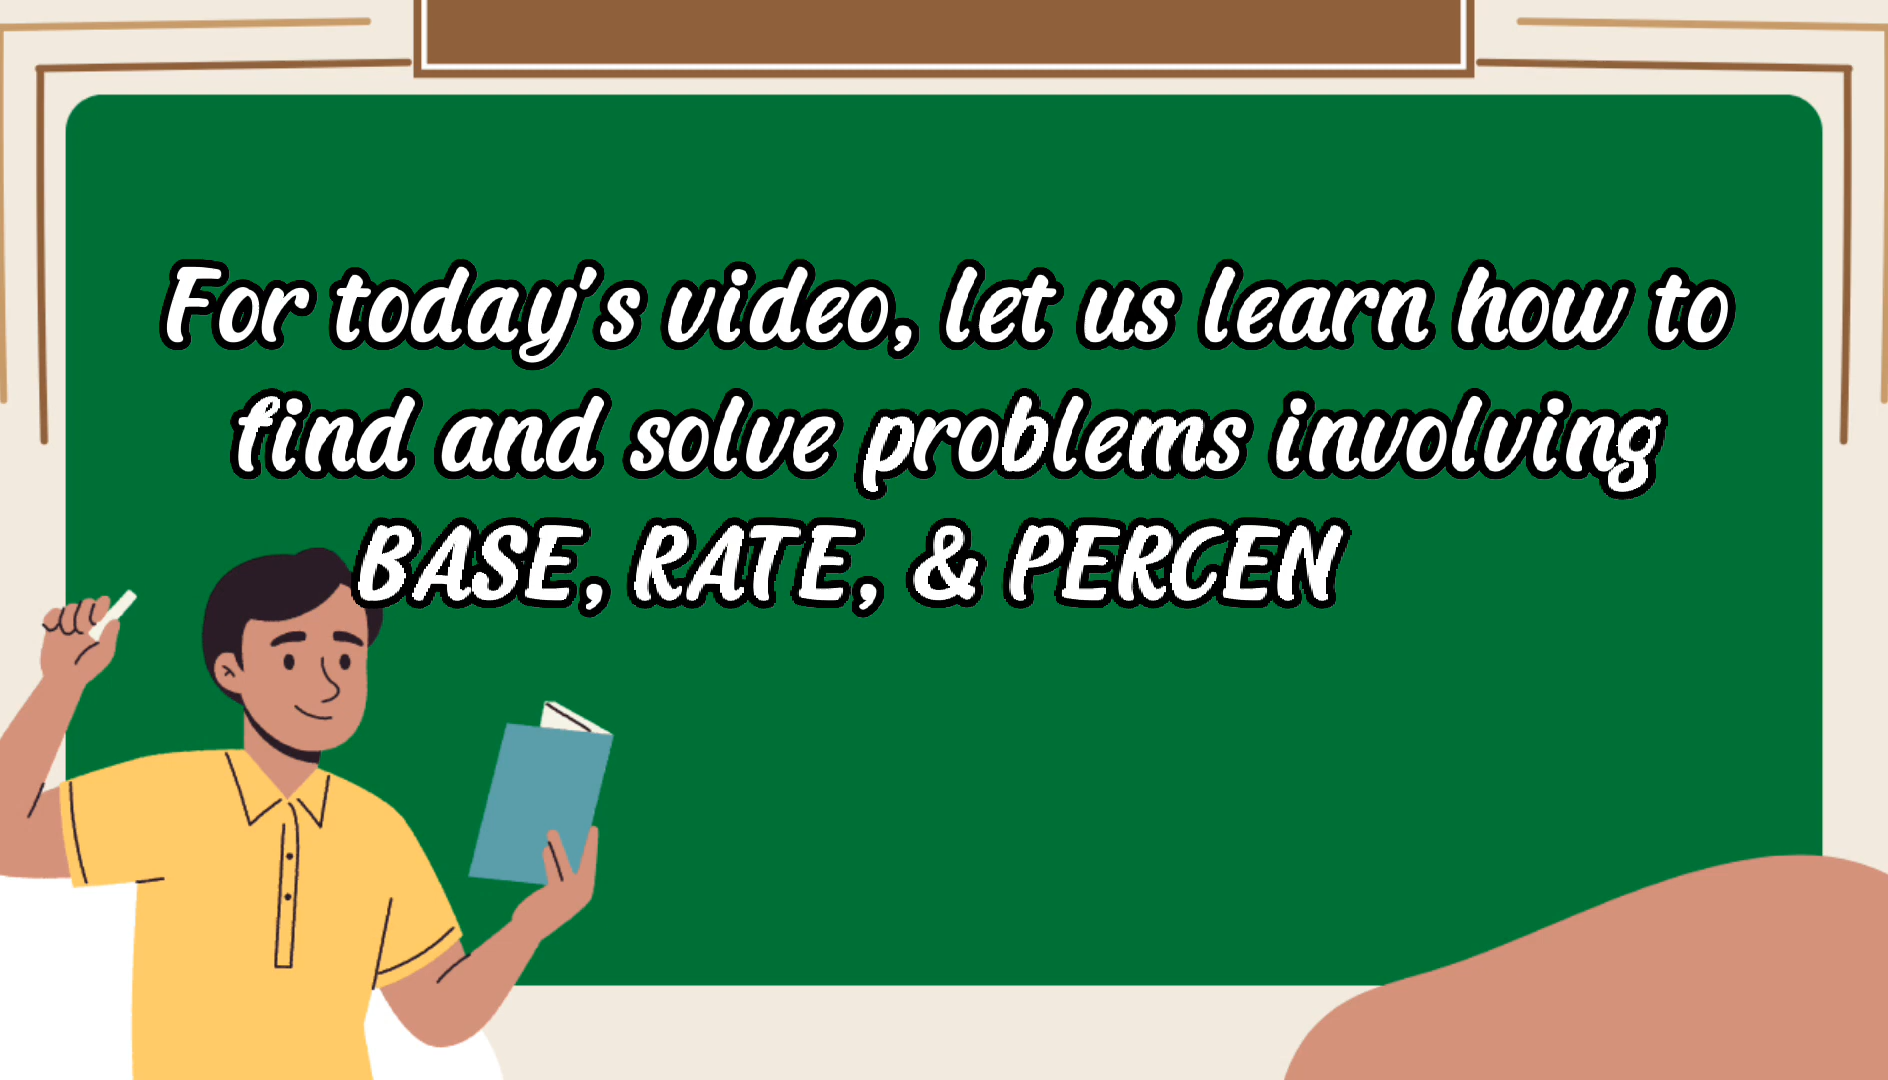 For today's video, let us learn how to
find and solve problems involving
BASE, RATE, & PERCEN